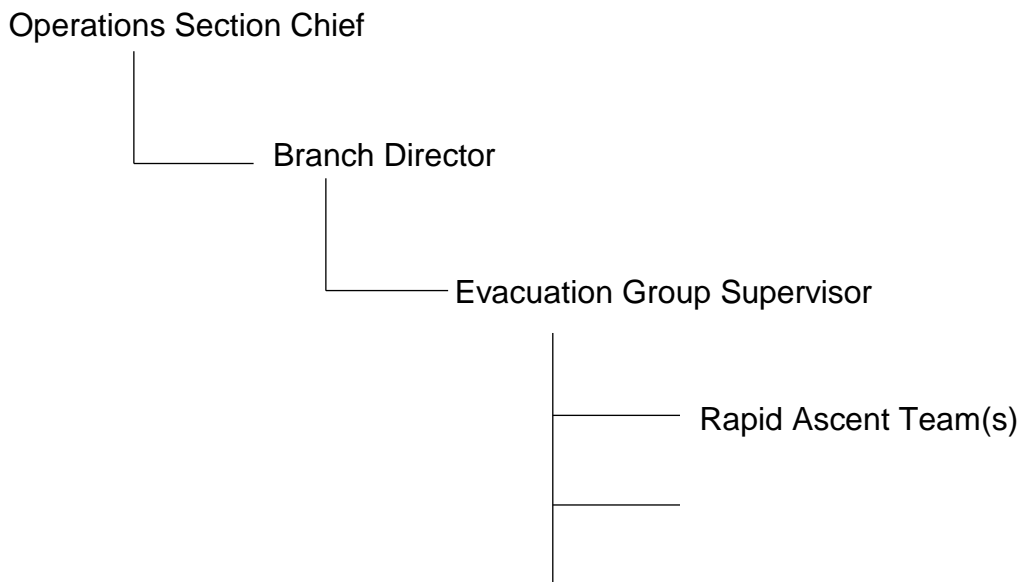 Operations Section Chief
Branch Director
Evacuation Group Supervisor
Rapid Ascent Team(s)